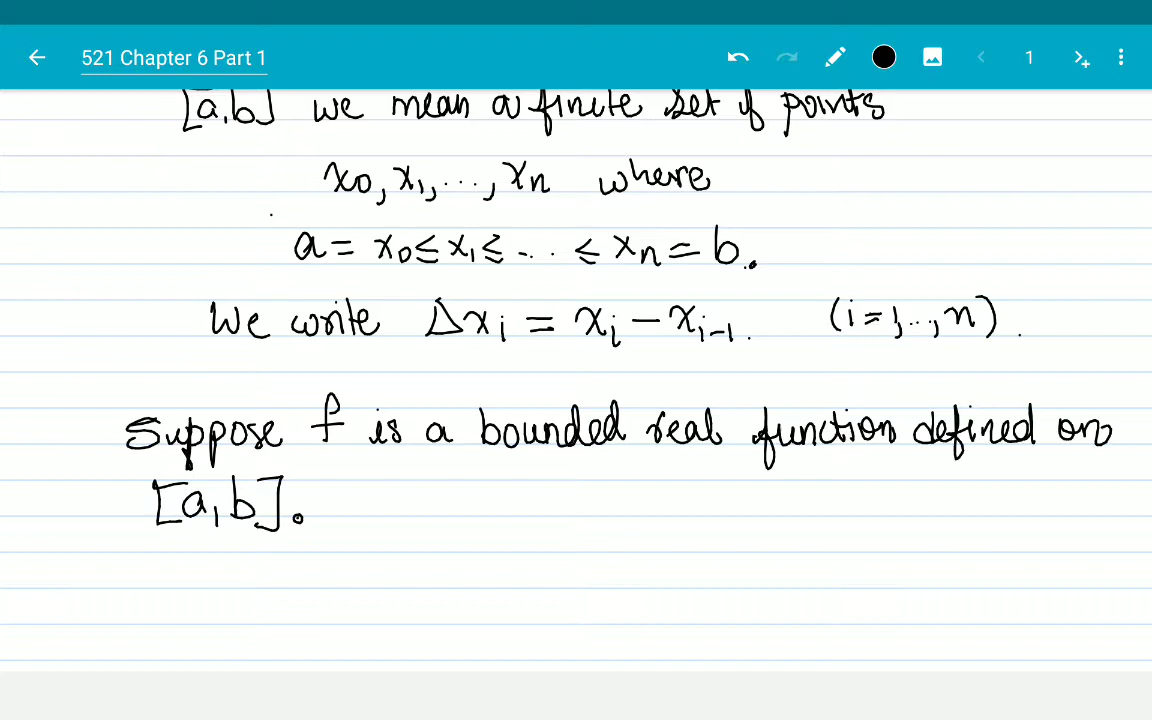 521 Chapter 6 Part 1
1
[a,b] we mean a finite set of points
x0, x1, ..., xn where
a = x0 ≤ x1 ≤ ... ≤ xn = b.
We write Δxi = xi − xi−1. (i=1,..,n).
Suppose f is a bounded real function defined on
[a,b].